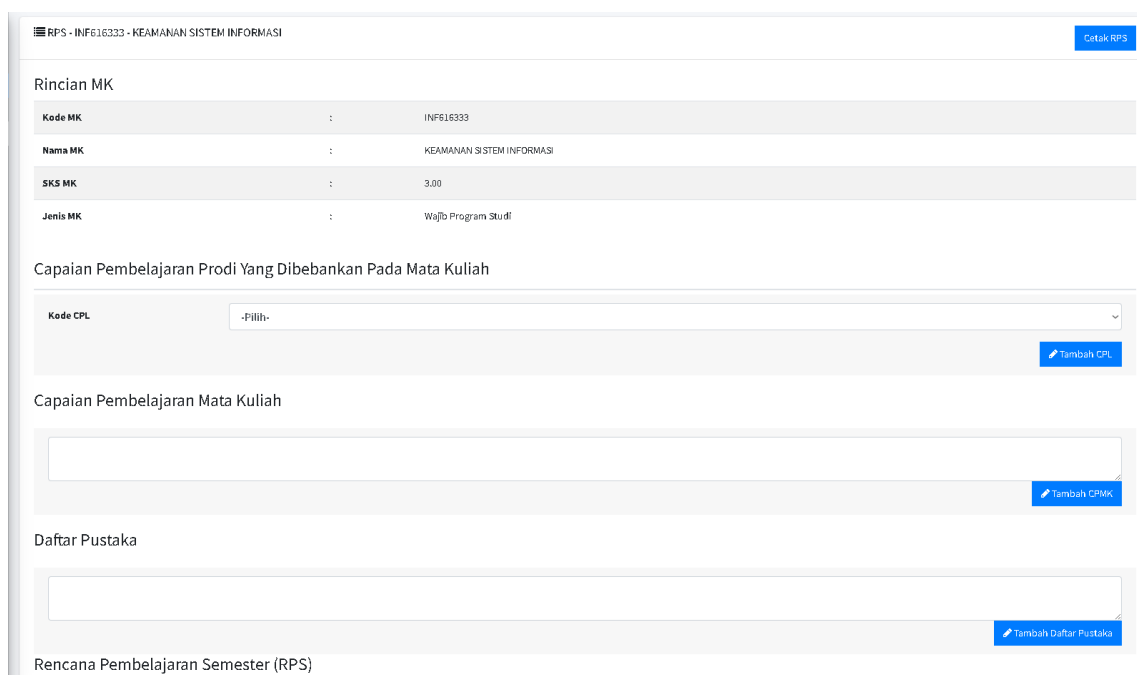 RPS - INF616333 - KEAMANAN SISTEM INFORMASI
Cetak RPS
Rincian MK
Kode MK : INF616333
Nama MK : KEAMANAN SISTEM INFORMASI
SKS MK : 3.00
Jenis MK : Wajib Program Studi
Capaian Pembelajaran Prodi Yang Dibebankan Pada Mata Kuliah
Kode CPL -Pilih-
Tambah CPL
Capaian Pembelajaran Mata Kuliah
Tambah CPMK
Daftar Pustaka
Tambah Daftar Pustaka
Rencana Pembelajaran Semester (RPS)